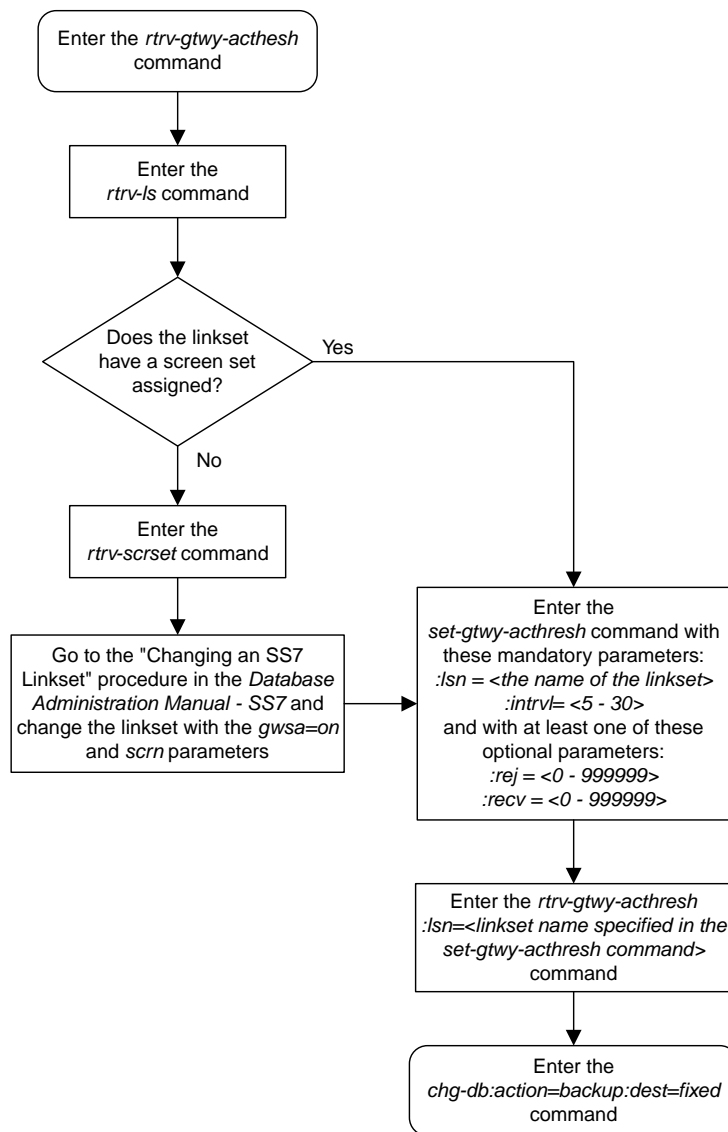 Enter the rtrv-gtwy-acthesh
command
Enter the
rtrv-ls command
Does the linkset
have a screen set
assigned?
Yes
No
Enter the
rtrv-scrset command
Go to the "Changing an SS7
Linkset" procedure in the Database
Administration Manual - SS7 and
change the linkset with the gwsa=on
and scrn parameters
Enter the
set-gtwy-acthresh command with
these mandatory parameters:
:lsn = <the name of the linkset>
:intrvl= <5 - 30>
and with at least one of these
optional parameters:
:rej = <0 - 999999>
:recv = <0 - 999999>
Enter the rtrv-gtwy-acthresh
:lsn=<linkset name specified in the
set-gtwy-acthresh command>
command
Enter the
chg-db:action=backup:dest=fixed
command